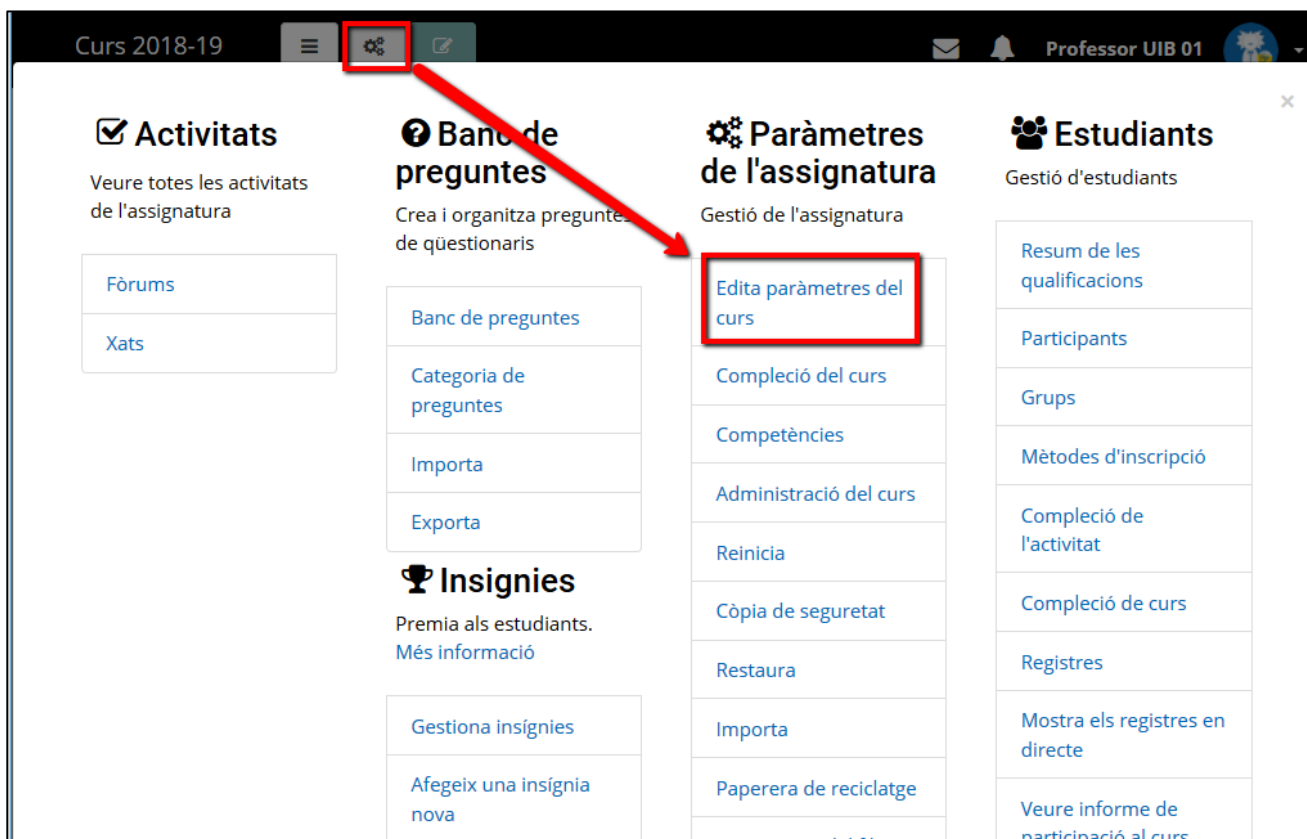 Curs 2018-19
Professor UIB 01
Activitats
Veure totes les activitats
de l'assignatura
Fòrums
Xats
Banc de
preguntes
Crea i organitza preguntes
de qüestionaris
Banc de preguntes
Categoria de
preguntes
Importa
Exporta
Insignies
Premia als estudiants.
Més informació
Gestiona insígnies
Afegeix una insígnia
nova
Paràmetres
de l'assignatura
Gestió de l'assignatura
Edita paràmetres del
curs
Compleció del curs
Competències
Administració del curs
Reinicia
Còpia de seguretat
Restaura
Importa
Paperera de reciclatge
Estudiants
Gestió d'estudiants
Resum de les
qualificacions
Participants
Grups
Mètodes d'inscripció
Compleció de
l'activitat
Compleció de curs
Registres
Mostra els registres en
directe
Veure informe de
participació al curs